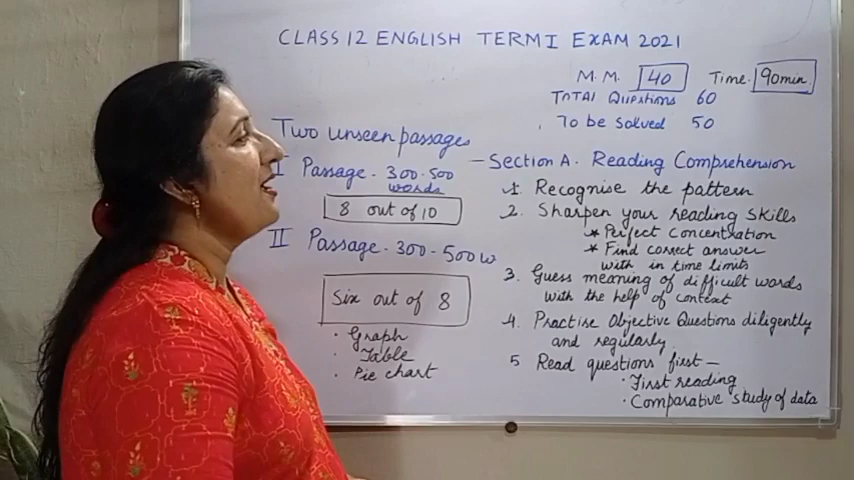 CLASS 12 ENGLISH TERM I EXAM 2021
M.M. 40 Time. 90min
TOTAl QUestions 60
To be solved 50
Two unseen passages
I Passage. 300-500
words
8 out of 10
II Passage - 300-500 w
Six out of 8
. Graph
. Table
. Pie chart
- Section A. Reading Comprehension
1. Recognise the pattern
2. Sharpen your reading skills
* Perfect concentration
* Find correct answer
with in time limits
3. Guess meaning of difficult words
with the help of context
4. Practise Objective Questions diligently
and regularly
5 Read questions first -
. First reading
. Comparative study of data